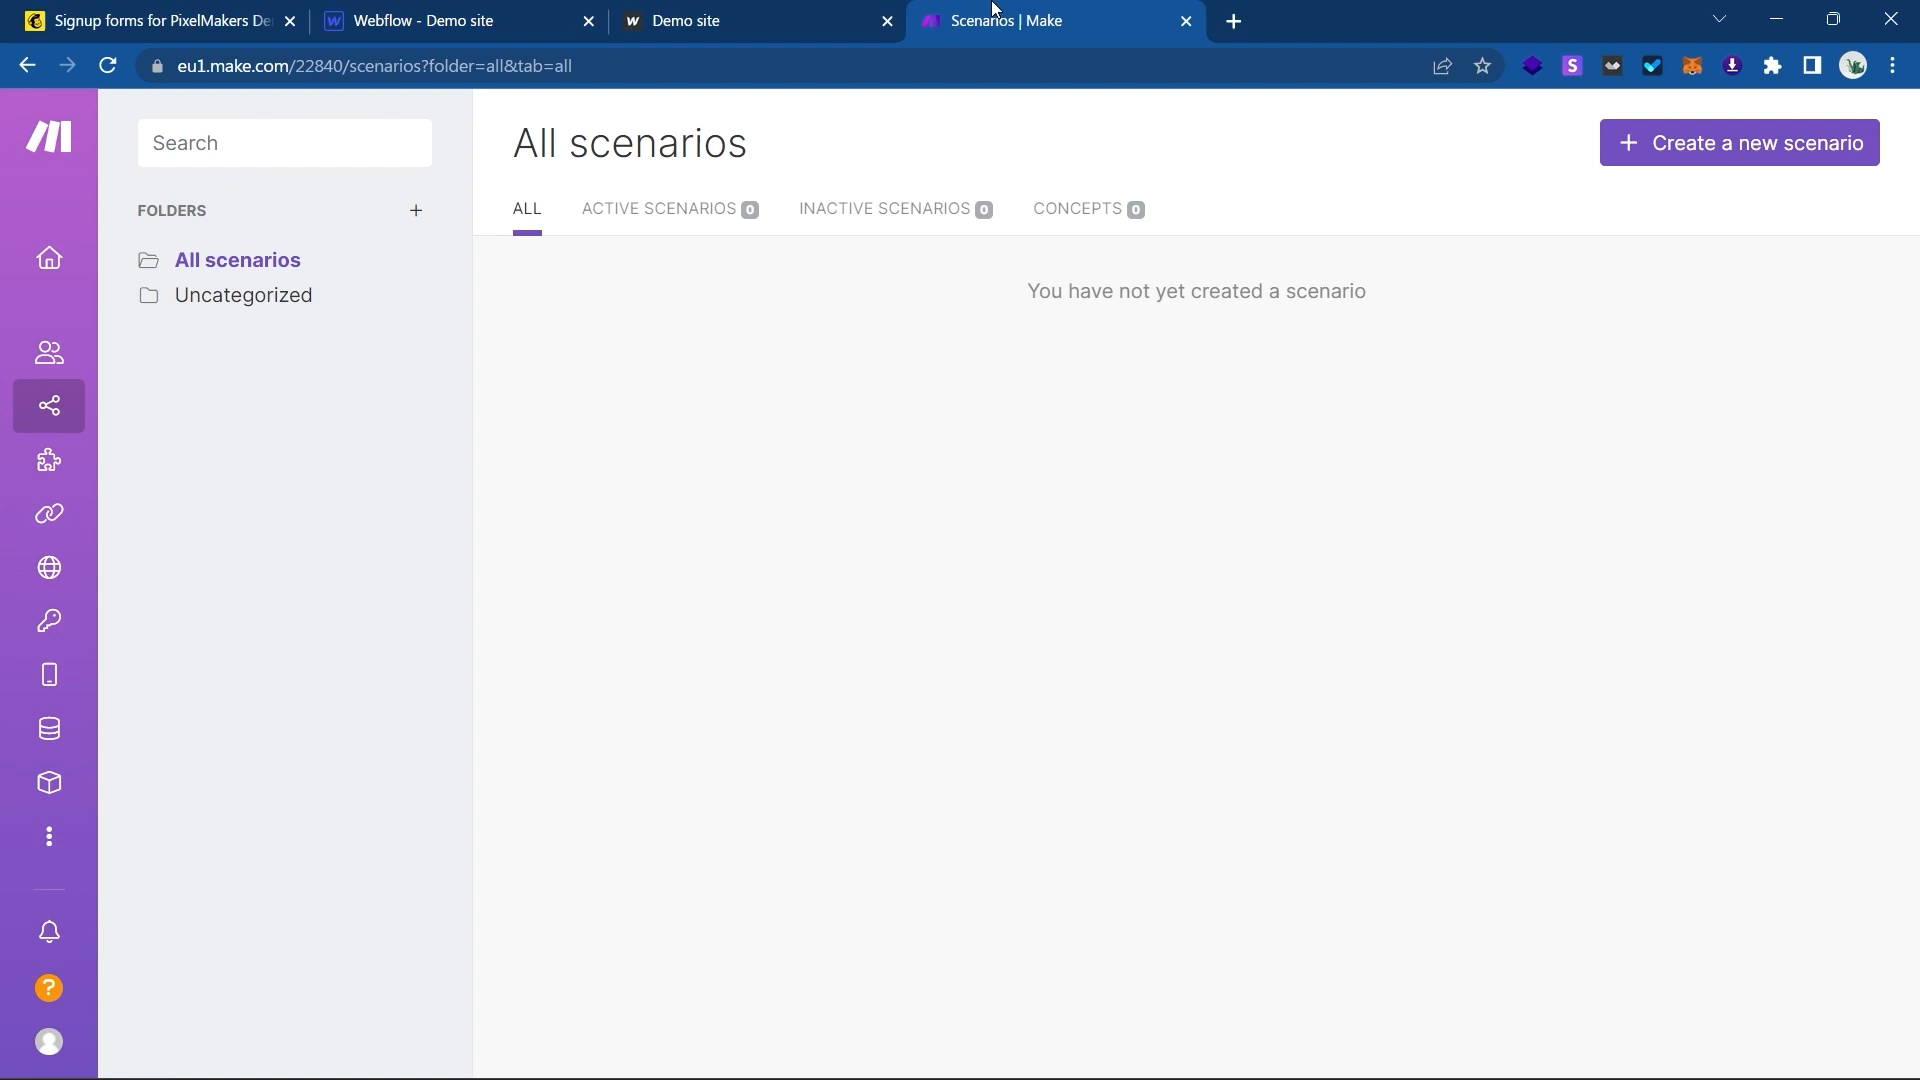 Signup forms for PixelMakers De
Webflow - Demo site
Demo site
Scenarios | Make
eu1.make.com/22840/scenarios?folder=all&tab=all
Search
All scenarios
+ Create a new scenario
FOLDERS +
ALL
ACTIVE SCENARIOS 0
INACTIVE SCENARIOS 0
CONCEPTS 0
All scenarios
Uncategorized
You have not yet created a scenario